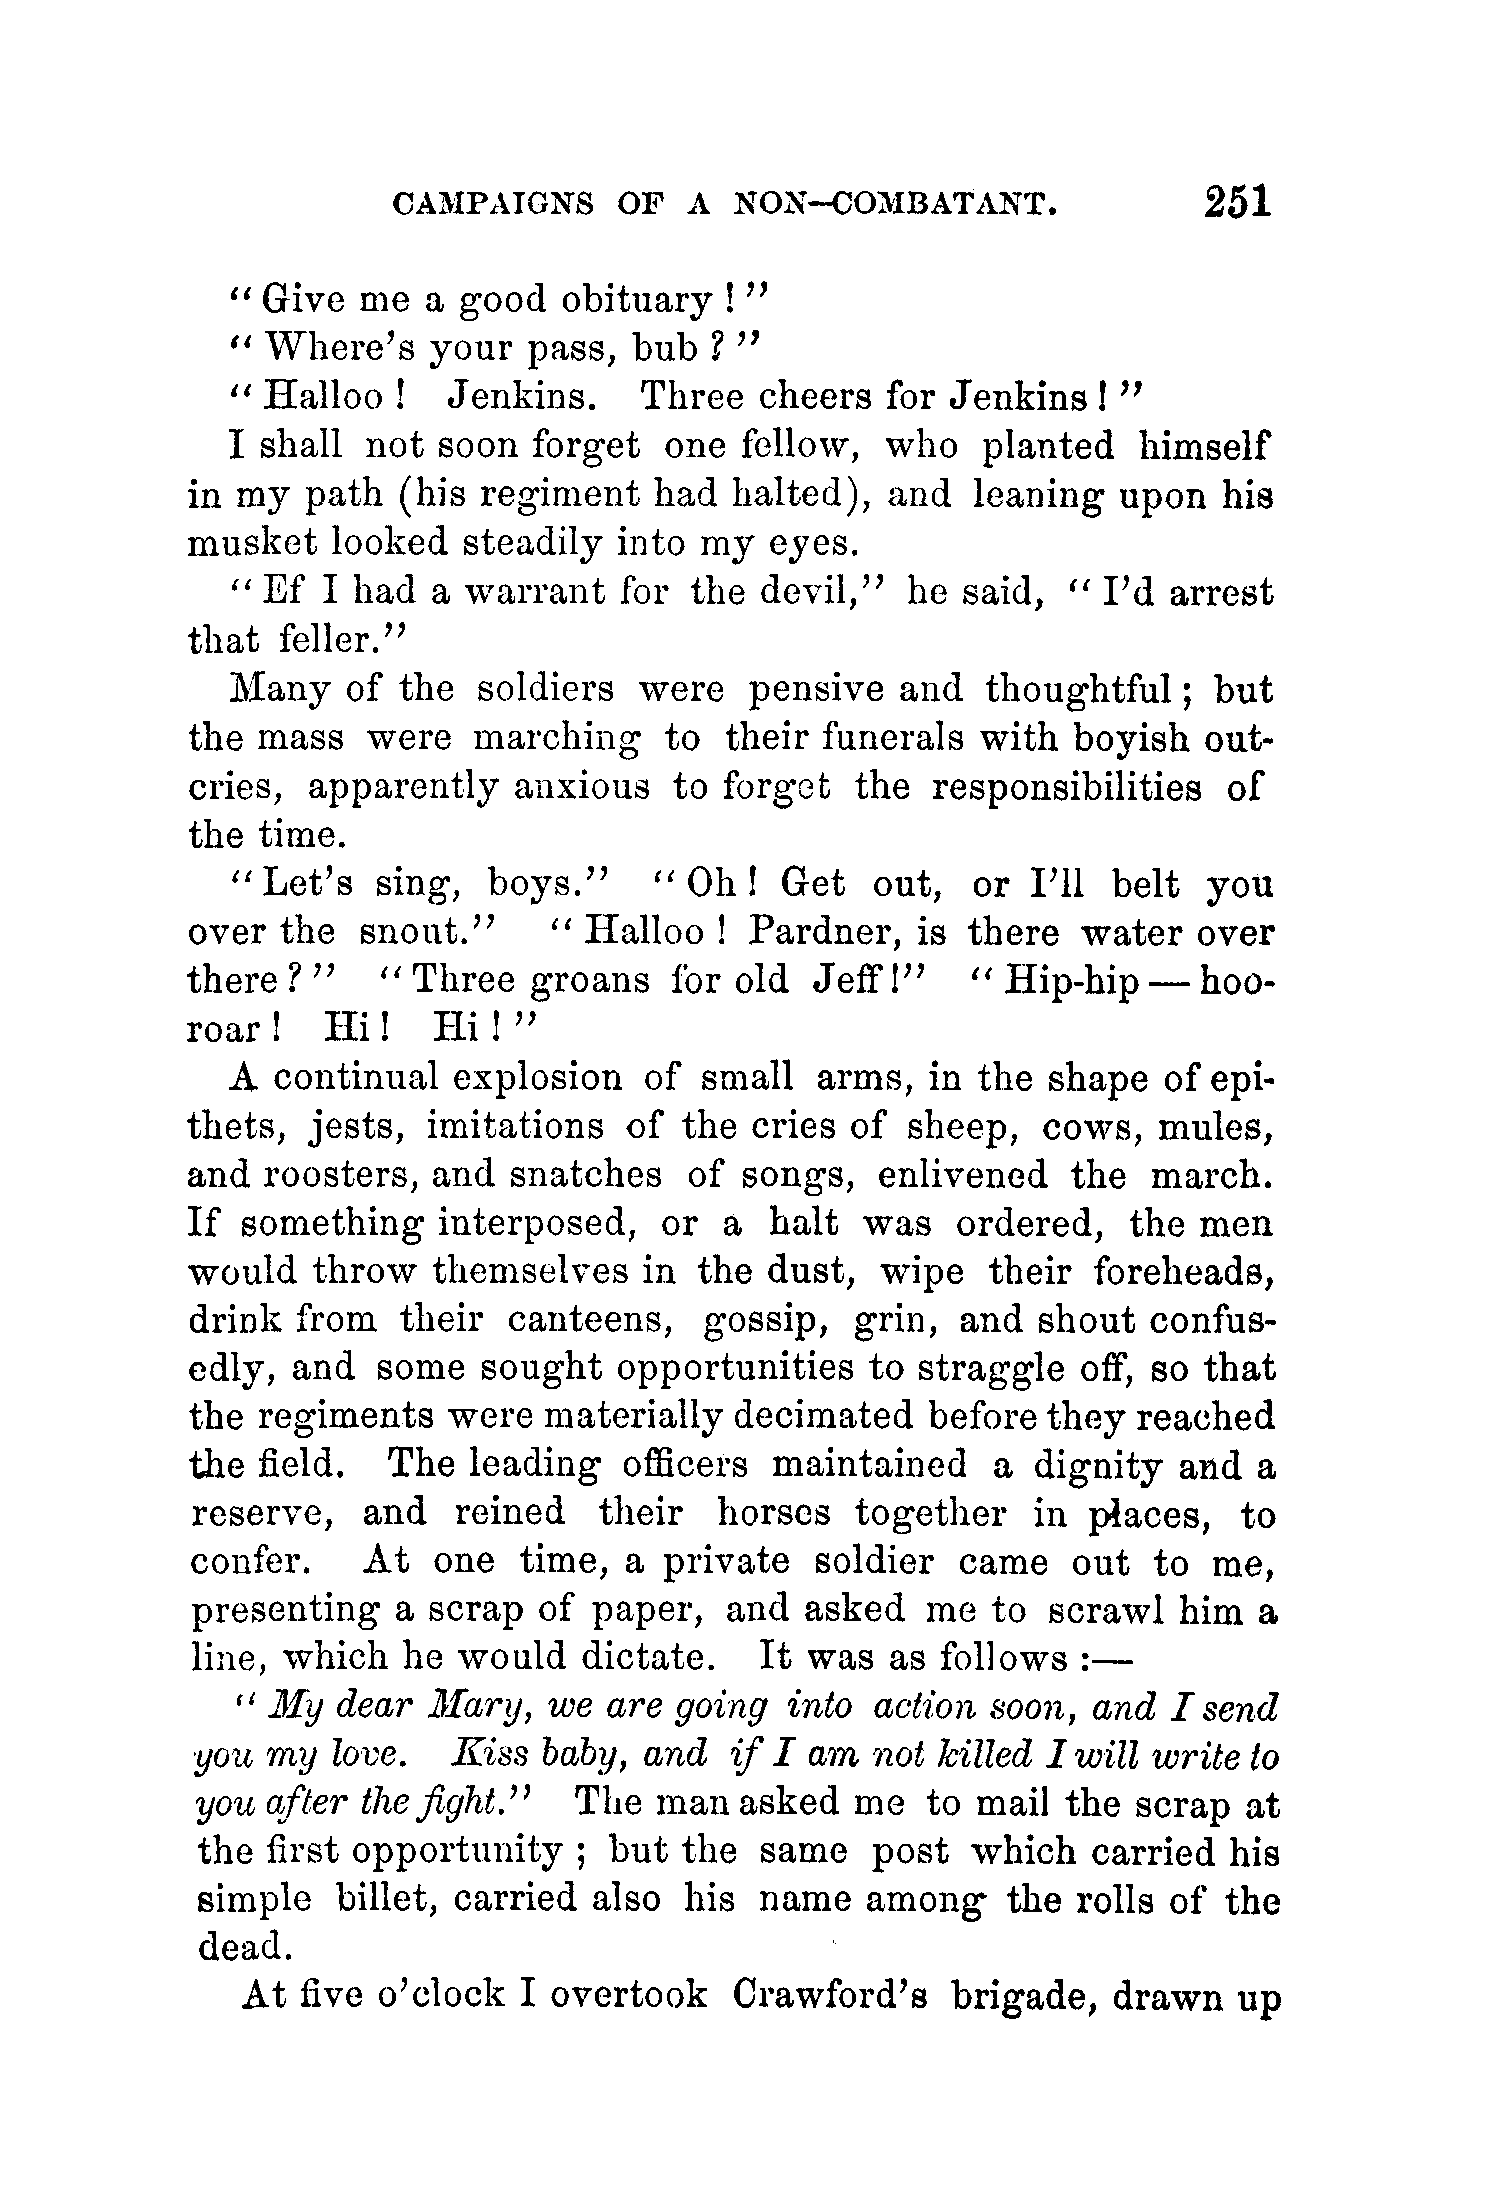 CAMPAIGNS OF A NON-COMBATANT. 251
"Give me a good obituary!"
"Where's your pass, bub?"
"Halloo! Jenkins. Three cheers for Jenkins!"
I shall not soon forget one fellow, who planted himself
in my path (his regiment had halted), and leaning upon his
musket looked steadily into my eyes.
"Ef I had a warrant for the devil," he said, "I'd arrest
that feller."
Many of the soldiers were pensive and thoughtful; but
the mass were marching to their funerals with boyish out-
cries, apparently anxious to forget the responsibilities of
the time.
"Let's sing, boys." "Oh! Get out, or I'll belt you
over the snout." "Halloo! Pardner, is there water over
there?" "Three groans for old Jeff!" "Hip-hip — hoo-
roar! Hi! Hi!"
A continual explosion of small arms, in the shape of epi-
thets, jests, imitations of the cries of sheep, cows, mules,
and roosters, and snatches of songs, enlivened the march.
If something interposed, or a halt was ordered, the men
would throw themselves in the dust, wipe their foreheads,
drink from their canteens, gossip, grin, and shout confus-
edly, and some sought opportunities to straggle off, so that
the regiments were materially decimated before they reached
the field. The leading officers maintained a dignity and a
reserve, and reined their horses together in places, to
confer. At one time, a private soldier came out to me,
presenting a scrap of paper, and asked me to scrawl him a
line, which he would dictate. It was as follows:—
"My dear Mary, we are going into action soon, and I send
you my love. Kiss baby, and if I am not killed I will write to
you after the fight." The man asked me to mail the scrap at
the first opportunity; but the same post which carried his
simple billet, carried also his name among the rolls of the
dead.
At five o'clock I overtook Crawford's brigade, drawn up